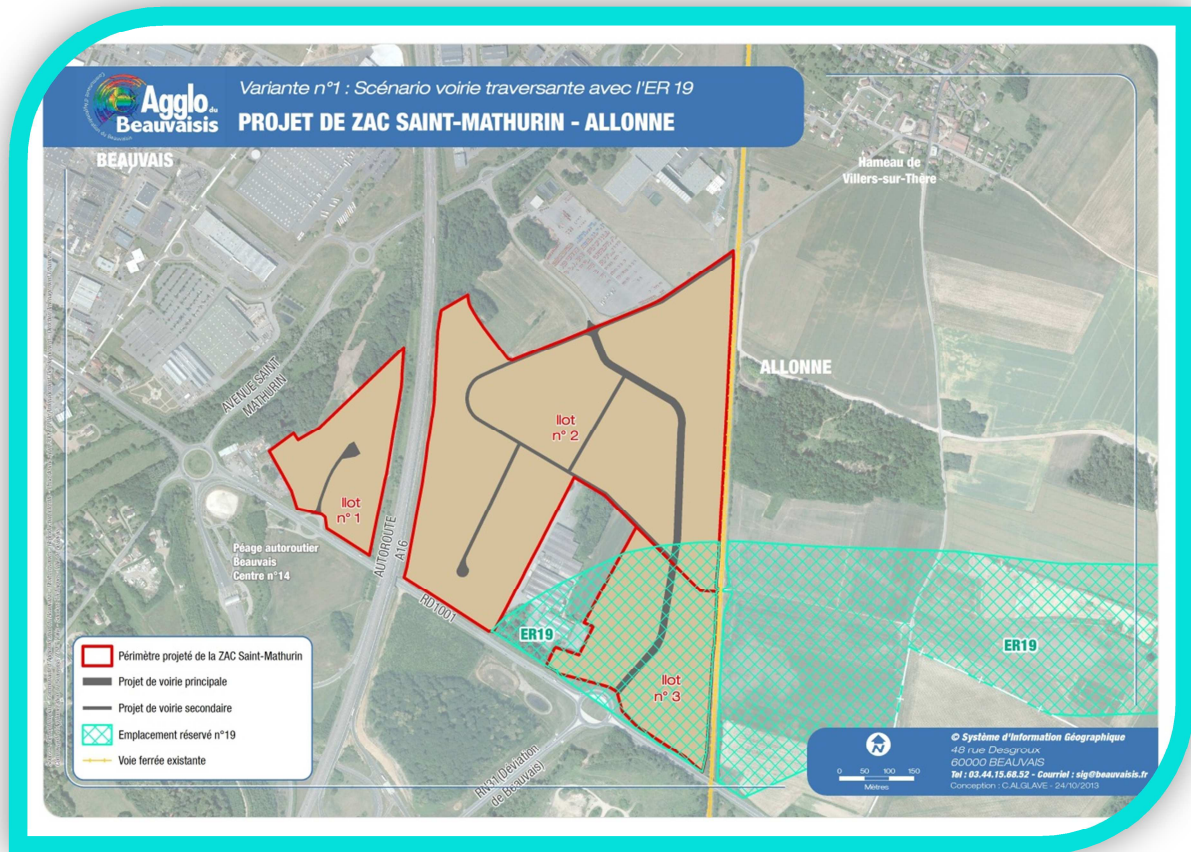 Agglo du
Beauvaisis
Variante n°1 : Scénario voirie traversante avec l'ER 19
PROJET DE ZAC SAINT-MATHURIN - ALLONNE
BEAUVAIS
Hameau de
Villers-sur-Thère
AVENUE SAINT
MATHURIN
ALLONNE
Ilot
n° 2
Ilot
n° 1
AUTOROUTE
A16
Péage autoroutier
Beauvais
Centre n°14
RD1001
ER19
ER19
Ilot
n° 3
RN31(Déviation
de Beauvais)
Périmètre projeté de la ZAC Saint-Mathurin
Projet de voirie principale
Projet de voirie secondaire
Emplacement réservé n°19
Voie ferrée existante
N
0 50 100 150
Mètres
© Système d'Information Géographique
48 rue Desgroux
60000 BEAUVAIS
Tel : 03.44.15.68.52 - Courriel : sig@beauvaisis.fr
Conception : C.ALGLAVE - 24/10/2013